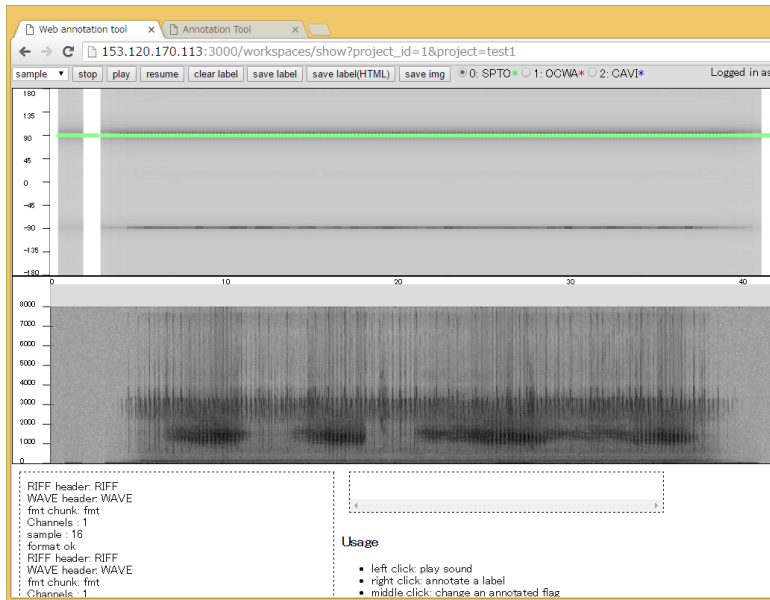 Web annotation tool
Annotation Tool
153.120.170.113:3000/workspaces/show?project_id=1&project=test1
sample stop play resume clear label save label save label(HTML) save img 0: SPTO* 1: OCWA* 2: CAVI* Logged in as
180
135
90
45
0
-45
-90
-135
-180
0 10 20 30 40
8000
7000
6000
5000
4000
3000
2000
1000
0
RIFF header: RIFF
WAVE header: WAVE
fmt chunk: fmt
Channels : 1
sample : 16
format ok
RIFF header: RIFF
WAVE header: WAVE
fmt chunk: fmt
Channels : 1
Usage
• left click: play sound
• right click: annotate a label
• middle click: change an annotated flag